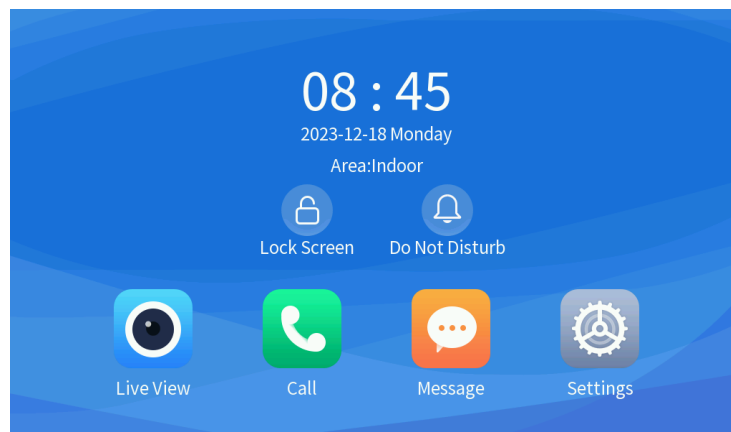 08 : 45
2023-12-18 Monday
Area:Indoor
Lock Screen Do Not Disturb
Live View Call Message Settings